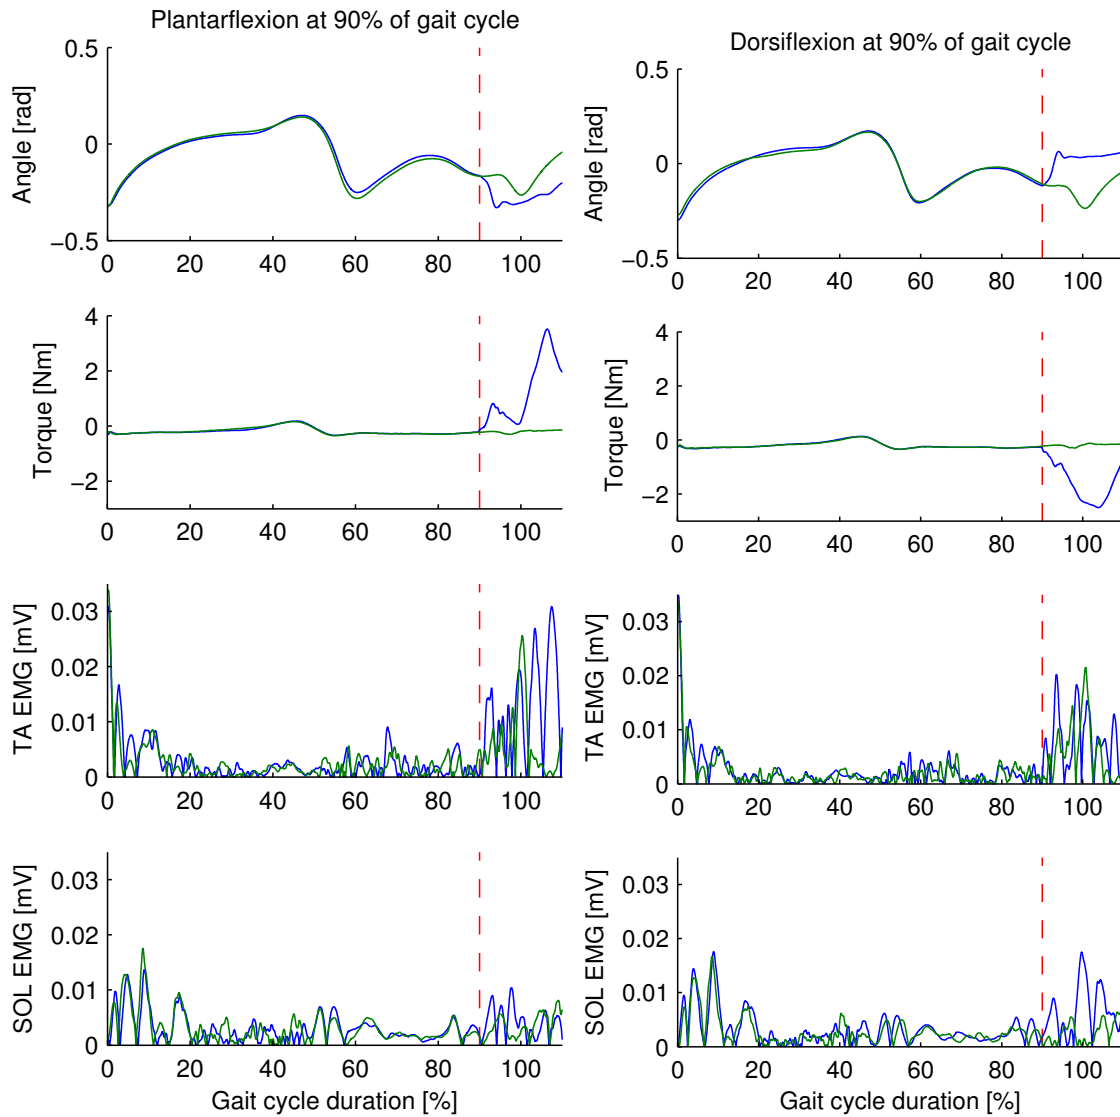 Plantarflexion at 90% of gait cycle
0.5
0
−0.5
Angle [rad]
0 20 40 60 80 100
4
2
0
−2
Torque [Nm]
0 20 40 60 80 100
0.03
0.02
0.01
0
TA EMG [mV]
0 20 40 60 80 100
0.03
0.02
0.01
0
SOL EMG [mV]
0 20 40 60 80 100
Gait cycle duration [%]
Dorsiflexion at 90% of gait cycle
0.5
0
−0.5
Angle [rad]
0 20 40 60 80 100
4
2
0
−2
Torque [Nm]
0 20 40 60 80 100
0.03
0.02
0.01
0
TA EMG [mV]
0 20 40 60 80 100
0.03
0.02
0.01
0
SOL EMG [mV]
0 20 40 60 80 100
Gait cycle duration [%]